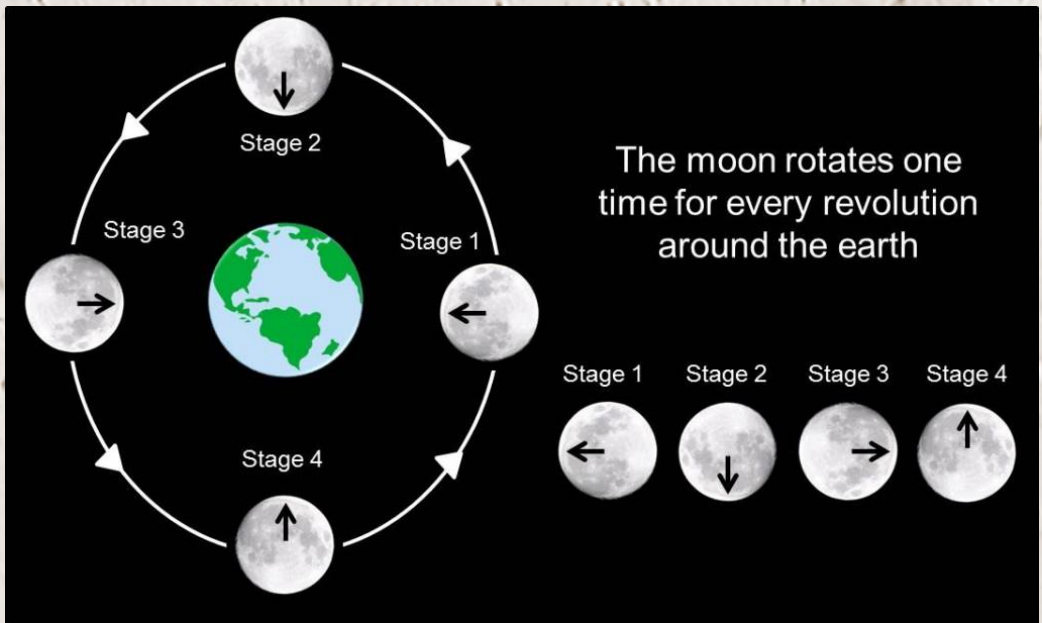 Stage 2
Stage 3
Stage 1
Stage 4
The moon rotates one
time for every revolution
around the earth
Stage 1 Stage 2 Stage 3 Stage 4